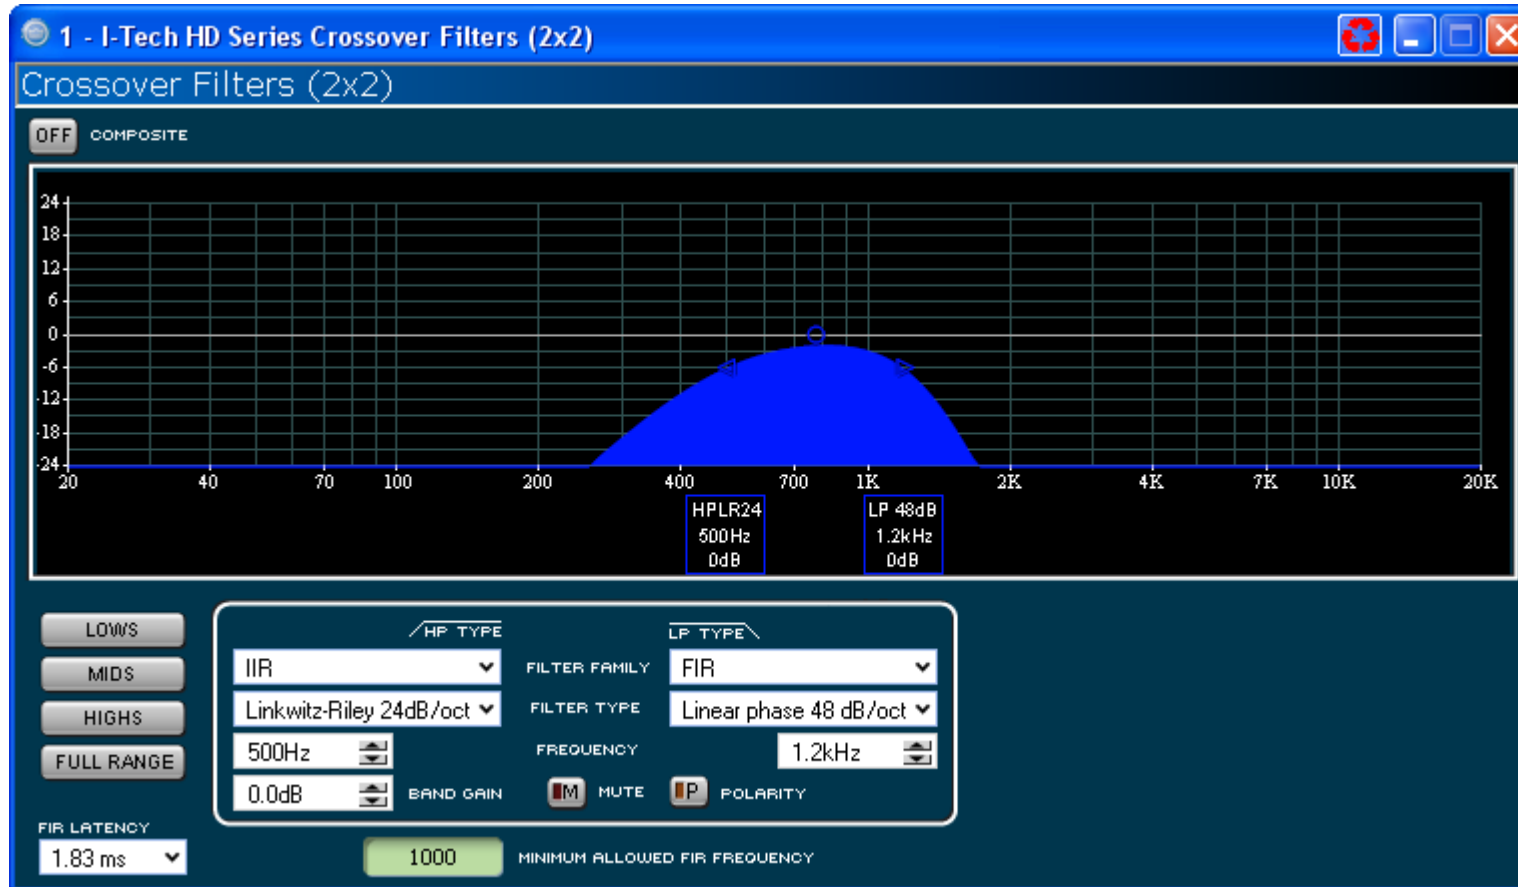 1 - I-Tech HD Series Crossover Filters (2x2)
Crossover Filters (2x2)
OFF COMPOSITE
24
18
12
6
0
-6
-12
-18
-24
20 40 70 100 200 400 700 1K 2K 4K 7K 10K 20K
HPLR24 LP 48dB
500Hz 1.2kHz
0dB 0dB
LOWS
MIDS
HIGHS
FULL RANGE
HP TYPE LP TYPE
IIR FILTER FAMILY FIR
Linkwitz-Riley 24dB/oct FILTER TYPE Linear phase 48 dB/oct
500Hz FREQUENCY 1.2kHz
0.0dB BAND GAIN M MUTE P POLARITY
FIR LATENCY
1.83 ms 1000 MINIMUM ALLOWED FIR FREQUENCY